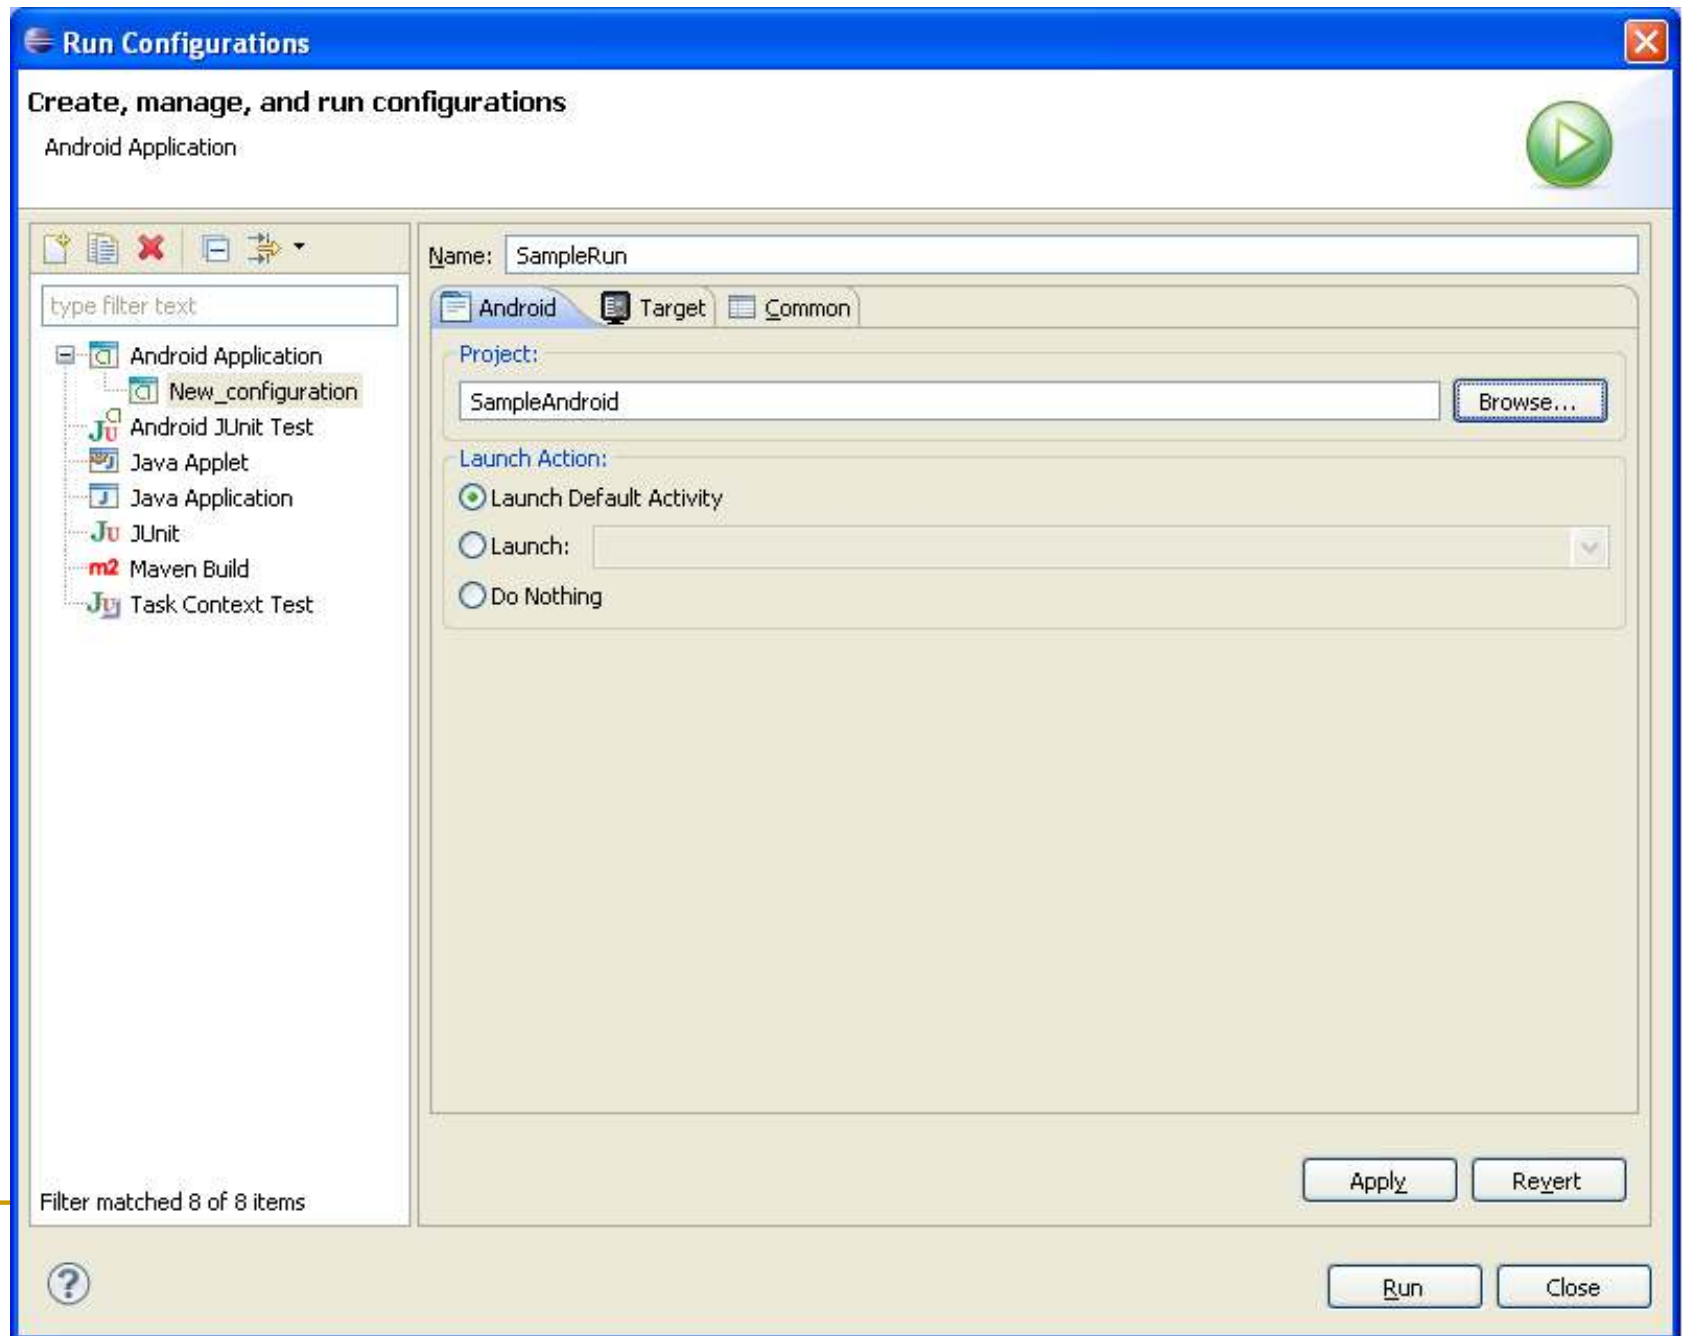 Run Configurations
Create, manage, and run configurations
Android Application
type filter text
Android Application
New_configuration
Android JUnit Test
Java Applet
Java Application
Ju JUnit
m2 Maven Build
Task Context Test
Filter matched 8 of 8 items
Name: SampleRun
Android Target Common
Project:
SampleAndroid Browse...
Launch Action:
Launch Default Activity
Launch:
Do Nothing
Apply Revert
Run Close